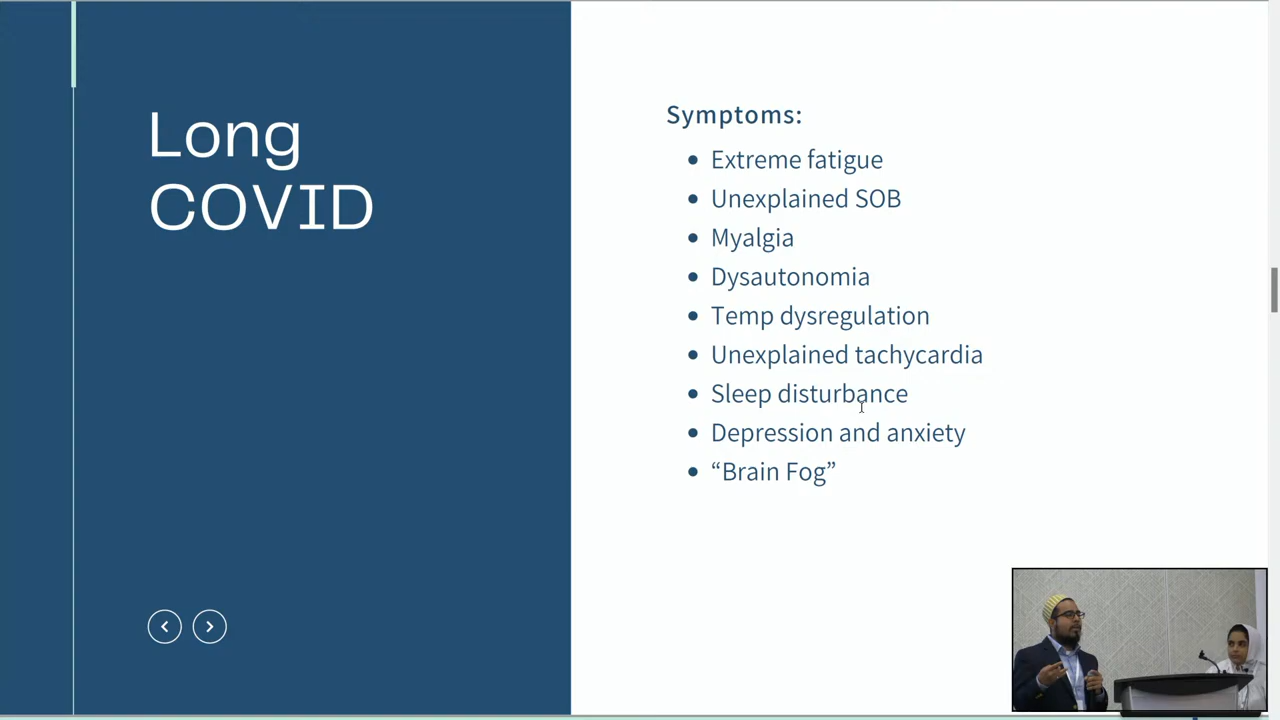 Long
COVID
Symptoms:
Extreme fatigue
Unexplained SOB
Myalgia
Dysautonomia
Temp dysregulation
Unexplained tachycardia
Sleep disturbance
Depression and anxiety
“Brain Fog”